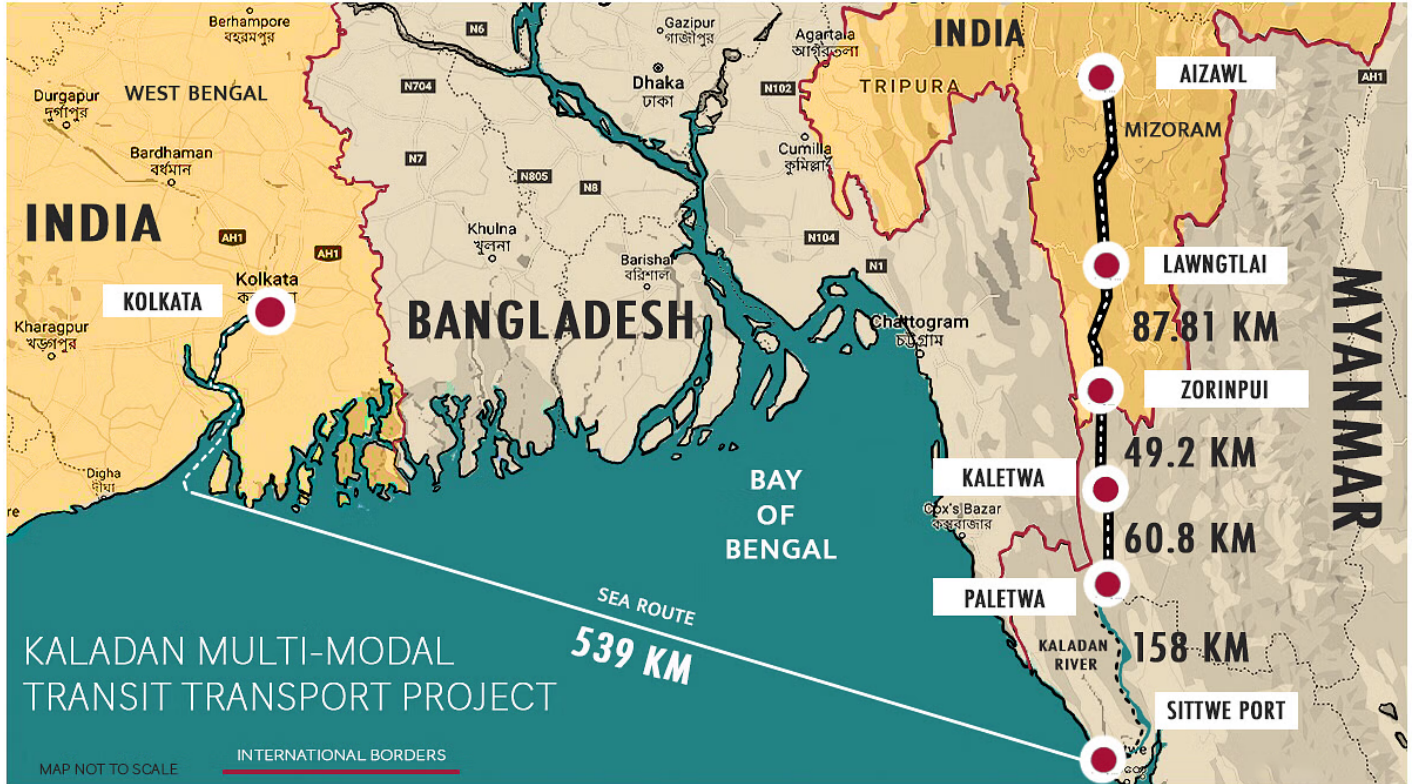 Berhampore
বহরমপুর
N6
Gazipur
গাজীপুর
Agartala
আগরতলা
INDIA
AIZAWL
AH1
Durgapur
দুর্গাপুর
WEST BENGAL
N704
Dhaka
ঢাকা
N102
TRIPURA
MIZORAM
Bardhaman
বর্ধমান
N7
N805
N8
Cumilla
কুমিল্লা
INDIA
AH1
AH1
Khulna
খুলনা
Barishal
বরিশাল
N104
N1
LAWNGTLAI
Kolkata
KOLKATA
Kharagpur
খড়গপুর
BANGLADESH
Chattogram
চট্টগ্রাম
87.81 KM
MYANMAR
ZORINPUI
49.2 KM
Digha
দীঘা
BAY
OF
BENGAL
KALETWA
Cox's Bazar
কক্সবাজার
60.8 KM
PALETWA
SEA ROUTE
539 KM
KALADAN
RIVER
158 KM
SITTWE PORT
KALADAN MULTI-MODAL
TRANSIT TRANSPORT PROJECT
MAP NOT TO SCALE
INTERNATIONAL BORDERS